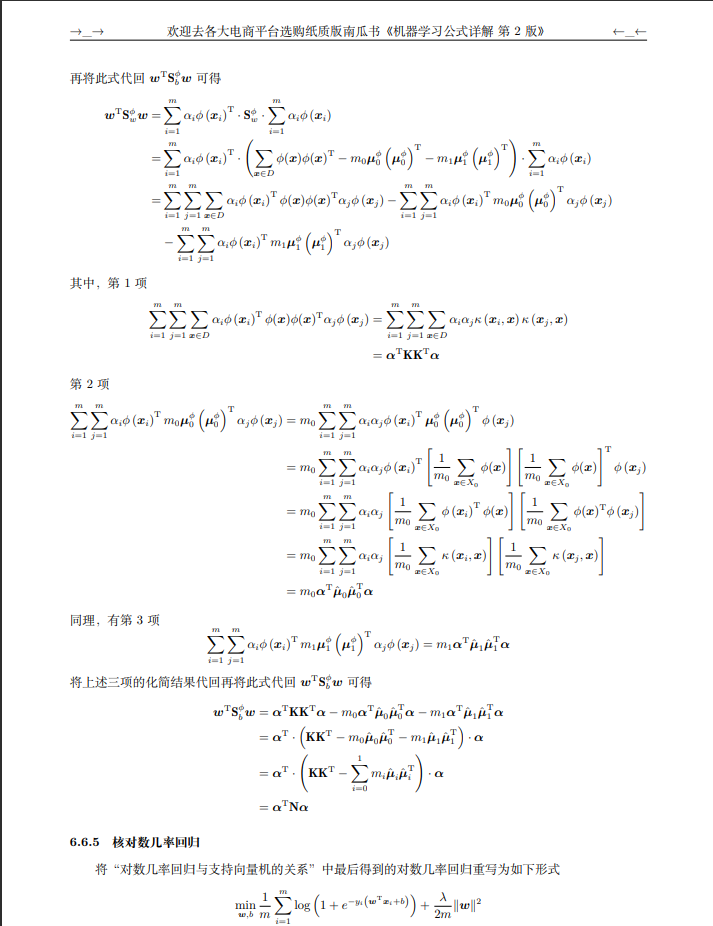 →_→ 欢迎去各大电商平台选购纸质版南瓜书《机器学习公式详解 第 2 版》 ←_←
再将此式代回 $\boldsymbol{w}^{\mathrm{T}}\mathbf{S}_b^{\phi}\boldsymbol{w}$ 可得
$\boldsymbol{w}^{\mathrm{T}}\mathbf{S}_w^{\phi}\boldsymbol{w} = \sum_{i=1}^{m}\alpha_i\phi(\boldsymbol{x}_i)^{\mathrm{T}}\cdot\mathbf{S}_w^{\phi}\cdot\sum_{i=1}^{m}\alpha_i\phi(\boldsymbol{x}_i)$
$=\sum_{i=1}^{m}\alpha_i\phi(\boldsymbol{x}_i)^{\mathrm{T}}\cdot\left(\sum_{\boldsymbol{x}\in D}\phi(\boldsymbol{x})\phi(\boldsymbol{x})^{\mathrm{T}}-m_0\boldsymbol{\mu}_0^{\phi}\left(\boldsymbol{\mu}_0^{\phi}\right)^{\mathrm{T}}-m_1\boldsymbol{\mu}_1^{\phi}\left(\boldsymbol{\mu}_1^{\phi}\right)^{\mathrm{T}}\right)\cdot\sum_{i=1}^{m}\alpha_i\phi(\boldsymbol{x}_i)$
$=\sum_{i=1}^{m}\sum_{j=1}^{m}\sum_{\boldsymbol{x}\in D}\alpha_i\phi(\boldsymbol{x}_i)^{\mathrm{T}}\phi(\boldsymbol{x})\phi(\boldsymbol{x})^{\mathrm{T}}\alpha_j\phi(\boldsymbol{x}_j)-\sum_{i=1}^{m}\sum_{j=1}^{m}\alpha_i\phi(\boldsymbol{x}_i)^{\mathrm{T}}m_0\boldsymbol{\mu}_0^{\phi}\left(\boldsymbol{\mu}_0^{\phi}\right)^{\mathrm{T}}\alpha_j\phi(\boldsymbol{x}_j)$
$-\sum_{i=1}^{m}\sum_{j=1}^{m}\alpha_i\phi(\boldsymbol{x}_i)^{\mathrm{T}}m_1\boldsymbol{\mu}_1^{\phi}\left(\boldsymbol{\mu}_1^{\phi}\right)^{\mathrm{T}}\alpha_j\phi(\boldsymbol{x}_j)$
其中，第 1 项
$\sum_{i=1}^{m}\sum_{j=1}^{m}\sum_{\boldsymbol{x}\in D}\alpha_i\phi(\boldsymbol{x}_i)^{\mathrm{T}}\phi(\boldsymbol{x})\phi(\boldsymbol{x})^{\mathrm{T}}\alpha_j\phi(\boldsymbol{x}_j)=\sum_{i=1}^{m}\sum_{j=1}^{m}\sum_{\boldsymbol{x}\in D}\alpha_i\alpha_j\kappa(\boldsymbol{x}_i,\boldsymbol{x})\kappa(\boldsymbol{x}_j,\boldsymbol{x})$
$=\boldsymbol{\alpha}^{\mathrm{T}}\mathbf{K}\mathbf{K}^{\mathrm{T}}\boldsymbol{\alpha}$
第 2 项
$\sum_{i=1}^{m}\sum_{j=1}^{m}\alpha_i\phi(\boldsymbol{x}_i)^{\mathrm{T}}m_0\boldsymbol{\mu}_0^{\phi}\left(\boldsymbol{\mu}_0^{\phi}\right)^{\mathrm{T}}\alpha_j\phi(\boldsymbol{x}_j)=m_0\sum_{i=1}^{m}\sum_{j=1}^{m}\alpha_i\alpha_j\phi(\boldsymbol{x}_i)^{\mathrm{T}}\boldsymbol{\mu}_0^{\phi}\left(\boldsymbol{\mu}_0^{\phi}\right)^{\mathrm{T}}\phi(\boldsymbol{x}_j)$
$=m_0\sum_{i=1}^{m}\sum_{j=1}^{m}\alpha_i\alpha_j\phi(\boldsymbol{x}_i)^{\mathrm{T}}\left[\frac{1}{m_0}\sum_{\boldsymbol{x}\in X_0}\phi(\boldsymbol{x})\right]\left[\frac{1}{m_0}\sum_{\boldsymbol{x}\in X_0}\phi(\boldsymbol{x})\right]^{\mathrm{T}}\phi(\boldsymbol{x}_j)$
$=m_0\sum_{i=1}^{m}\sum_{j=1}^{m}\alpha_i\alpha_j\left[\frac{1}{m_0}\sum_{\boldsymbol{x}\in X_0}\phi(\boldsymbol{x}_i)^{\mathrm{T}}\phi(\boldsymbol{x})\right]\left[\frac{1}{m_0}\sum_{\boldsymbol{x}\in X_0}\phi(\boldsymbol{x})^{\mathrm{T}}\phi(\boldsymbol{x}_j)\right]$
$=m_0\sum_{i=1}^{m}\sum_{j=1}^{m}\alpha_i\alpha_j\left[\frac{1}{m_0}\sum_{\boldsymbol{x}\in X_0}\kappa(\boldsymbol{x}_i,\boldsymbol{x})\right]\left[\frac{1}{m_0}\sum_{\boldsymbol{x}\in X_0}\kappa(\boldsymbol{x}_j,\boldsymbol{x})\right]$
$=m_0\boldsymbol{\alpha}^{\mathrm{T}}\hat{\boldsymbol{\mu}}_0\hat{\boldsymbol{\mu}}_0^{\mathrm{T}}\boldsymbol{\alpha}$
同理，有第 3 项
$\sum_{i=1}^{m}\sum_{j=1}^{m}\alpha_i\phi(\boldsymbol{x}_i)^{\mathrm{T}}m_1\boldsymbol{\mu}_1^{\phi}\left(\boldsymbol{\mu}_1^{\phi}\right)^{\mathrm{T}}\alpha_j\phi(\boldsymbol{x}_j)=m_1\boldsymbol{\alpha}^{\mathrm{T}}\hat{\boldsymbol{\mu}}_1\hat{\boldsymbol{\mu}}_1^{\mathrm{T}}\boldsymbol{\alpha}$
将上述三项的化简结果代回再将此式代回 $\boldsymbol{w}^{\mathrm{T}}\mathbf{S}_b^{\phi}\boldsymbol{w}$ 可得
$\boldsymbol{w}^{\mathrm{T}}\mathbf{S}_b^{\phi}\boldsymbol{w}=\boldsymbol{\alpha}^{\mathrm{T}}\mathbf{K}\mathbf{K}^{\mathrm{T}}\boldsymbol{\alpha}-m_0\boldsymbol{\alpha}^{\mathrm{T}}\hat{\boldsymbol{\mu}}_0\hat{\boldsymbol{\mu}}_0^{\mathrm{T}}\boldsymbol{\alpha}-m_1\boldsymbol{\alpha}^{\mathrm{T}}\hat{\boldsymbol{\mu}}_1\hat{\boldsymbol{\mu}}_1^{\mathrm{T}}\boldsymbol{\alpha}$
$=\boldsymbol{\alpha}^{\mathrm{T}}\cdot\left(\mathbf{K}\mathbf{K}^{\mathrm{T}}-m_0\hat{\boldsymbol{\mu}}_0\hat{\boldsymbol{\mu}}_0^{\mathrm{T}}-m_1\hat{\boldsymbol{\mu}}_1\hat{\boldsymbol{\mu}}_1^{\mathrm{T}}\right)\cdot\boldsymbol{\alpha}$
$=\boldsymbol{\alpha}^{\mathrm{T}}\cdot\left(\mathbf{K}\mathbf{K}^{\mathrm{T}}-\sum_{i=0}^{1}m_i\hat{\boldsymbol{\mu}}_i\hat{\boldsymbol{\mu}}_i^{\mathrm{T}}\right)\cdot\boldsymbol{\alpha}$
$=\boldsymbol{\alpha}^{\mathrm{T}}\mathbf{N}\boldsymbol{\alpha}$
6.6.5 核对数几率回归
将“对数几率回归与支持向量机的关系”中最后得到的对数几率回归重写为如下形式
$\min_{\boldsymbol{w},b}\frac{1}{m}\sum_{i=1}^{m}\log\left(1+e^{-y_i\left(\boldsymbol{w}^{\mathrm{T}}\boldsymbol{x}_i+b\right)}\right)+\frac{\lambda}{2m}\|\boldsymbol{w}\|^2$